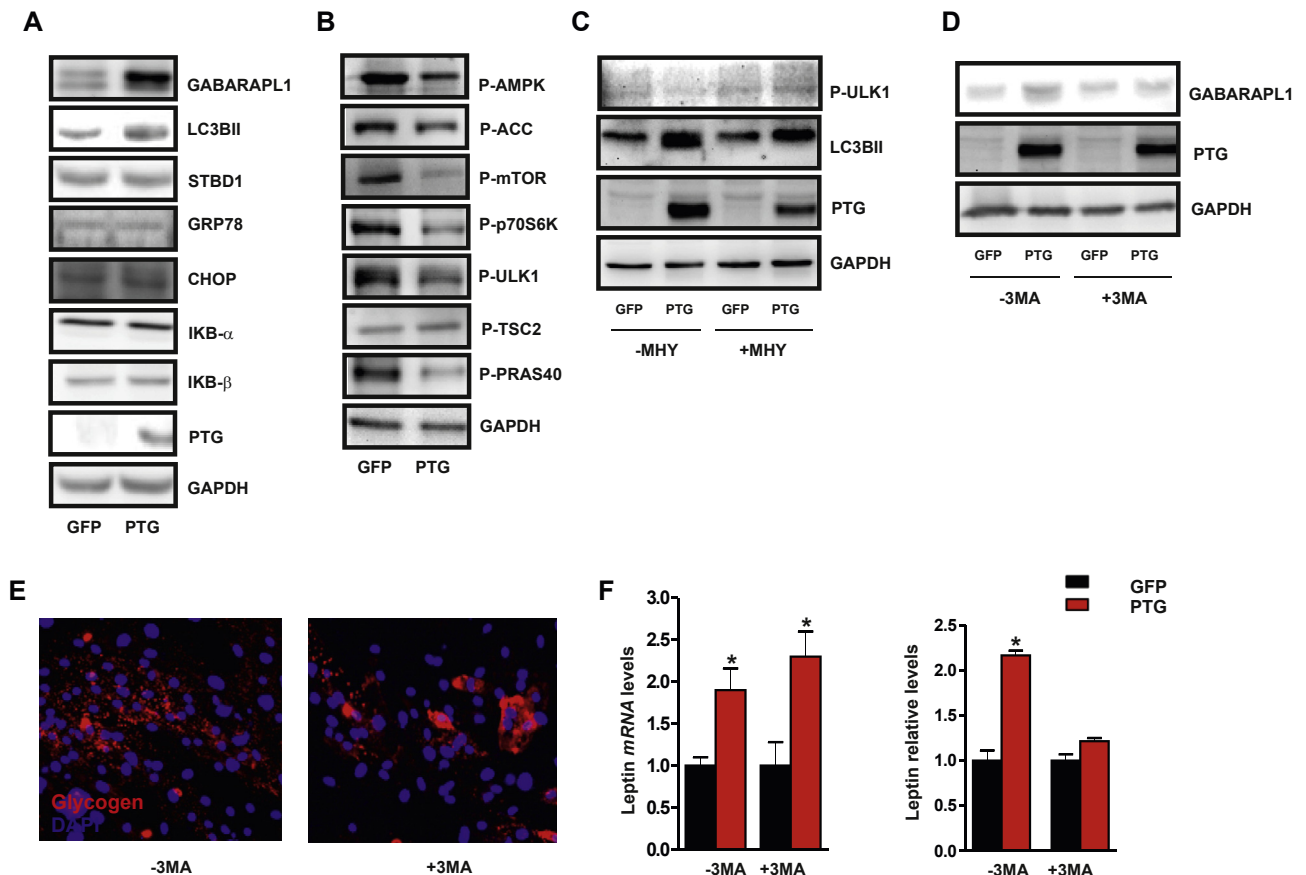 A
GABARAPL1
LC3BII
STBD1
GRP78
CHOP
IKB-α
IKB-β
PTG
GAPDH
GFP PTG
B
P-AMPK
P-ACC
P-mTOR
P-p70S6K
P-ULK1
P-TSC2
P-PRAS40
GAPDH
GFP PTG
C
P-ULK1
LC3BII
PTG
GAPDH
GFP PTG GFP PTG
-MHY +MHY
D
GABARAPL1
PTG
GAPDH
GFP PTG GFP PTG
-3MA +3MA
E
Glycogen
DAPI
-3MA +3MA
F
GFP
PTG
Leptin mRNA levels
3.0
2.5
2.0
1.5
1.0
0.5
0.0
* *
-3MA +3MA
Leptin relative levels
2.5
2.0
1.5
1.0
0.5
0.0
*
-3MA +3MA